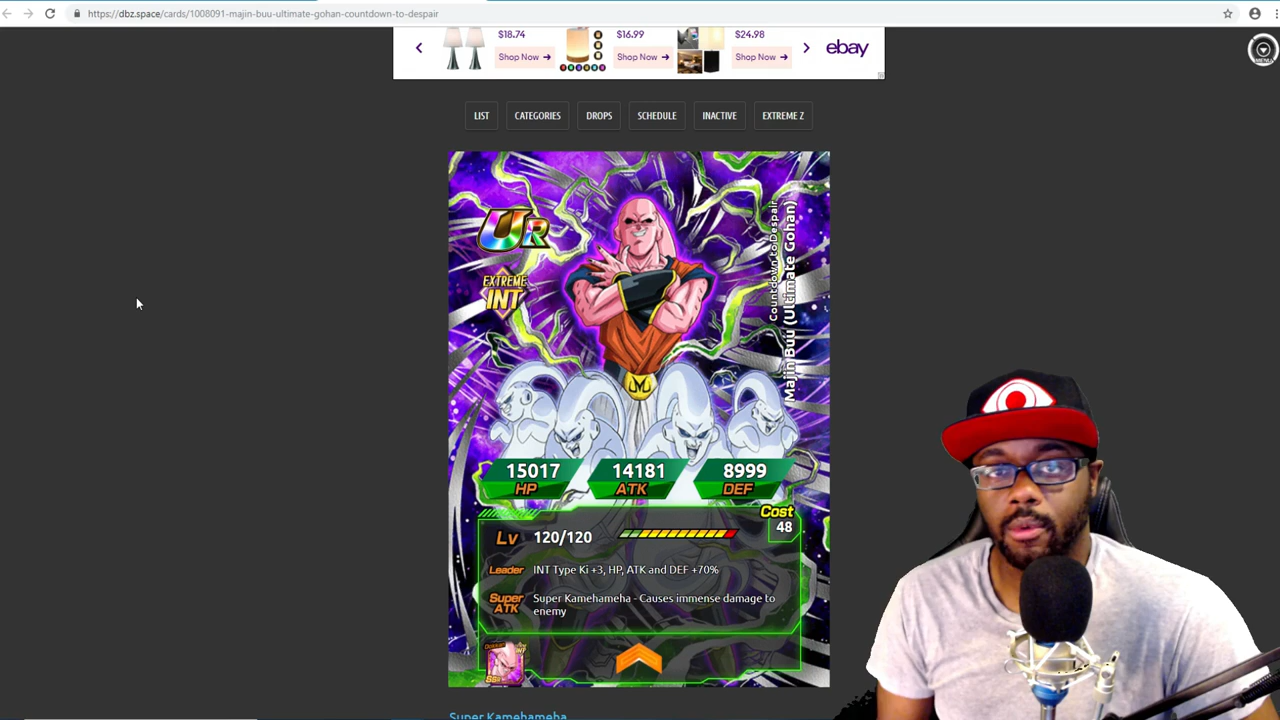 https://dbz.space/cards/1008091-majin-buu-ultimate-gohan-countdown-to-despair
$18.74
$16.99
$24.98
Shop Now →
Shop Now →
Shop Now →
ebay
LIST
CATEGORIES
DROPS
SCHEDULE
INACTIVE
EXTREME Z
UR
EXTREME
INT
Countdown to Despair
Majin Buu (Ultimate Gohan)
15017
14181
8999
HP
ATK
DEF
Cost
48
Lv 120/120
Leader INT Type Ki +3, HP, ATK and DEF +70%
Super ATK Super Kamehameha - Causes immense damage to
enemy
Super Kamehameha